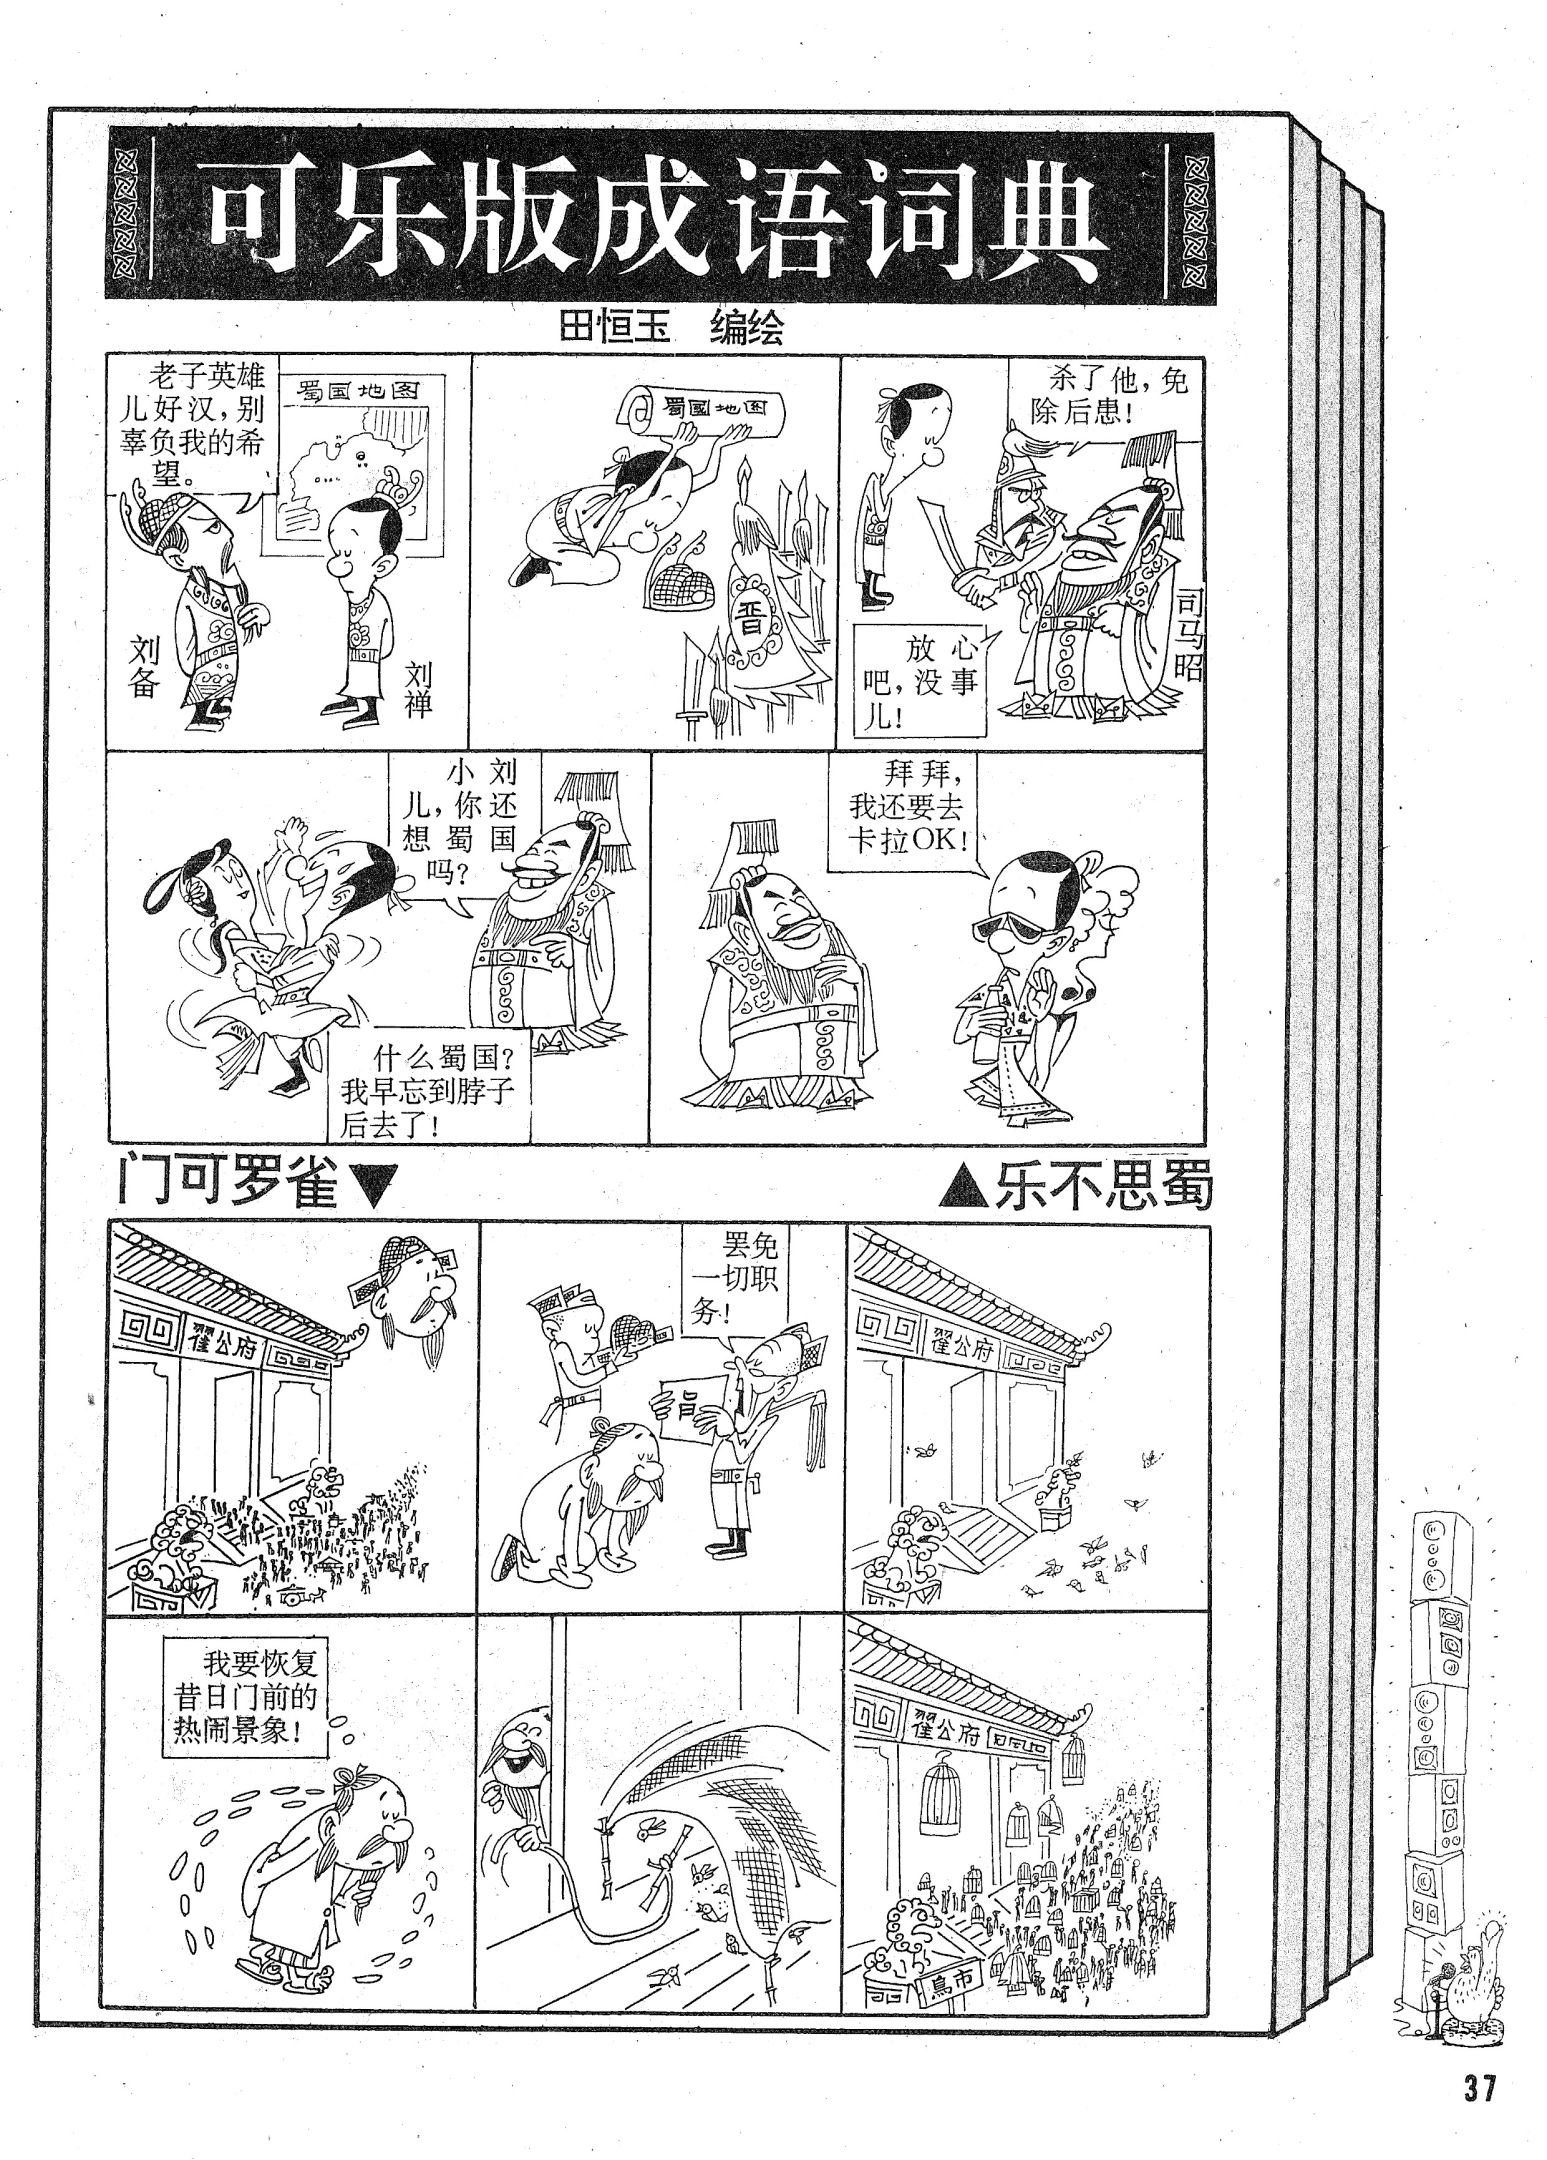 可乐版成语词典
田恒玉 编绘
老子英雄
儿好汉，别
辜负我的希
望。
蜀国地图
刘备
刘禅
蜀國地図
晋
杀了他，免
除后患！
放心
吧，没事
儿！
司马昭
小刘
儿，你还
想蜀国
吗？
什么蜀国？
我早忘到脖子
后去了！
拜拜，
我还要去
卡拉OK！
▲乐不思蜀
门可罗雀▼
翟公府
罢免
一切职
务！
旨
翟公府
我要恢复
昔日门前的
热闹景象！
翟公府
鳥市
37